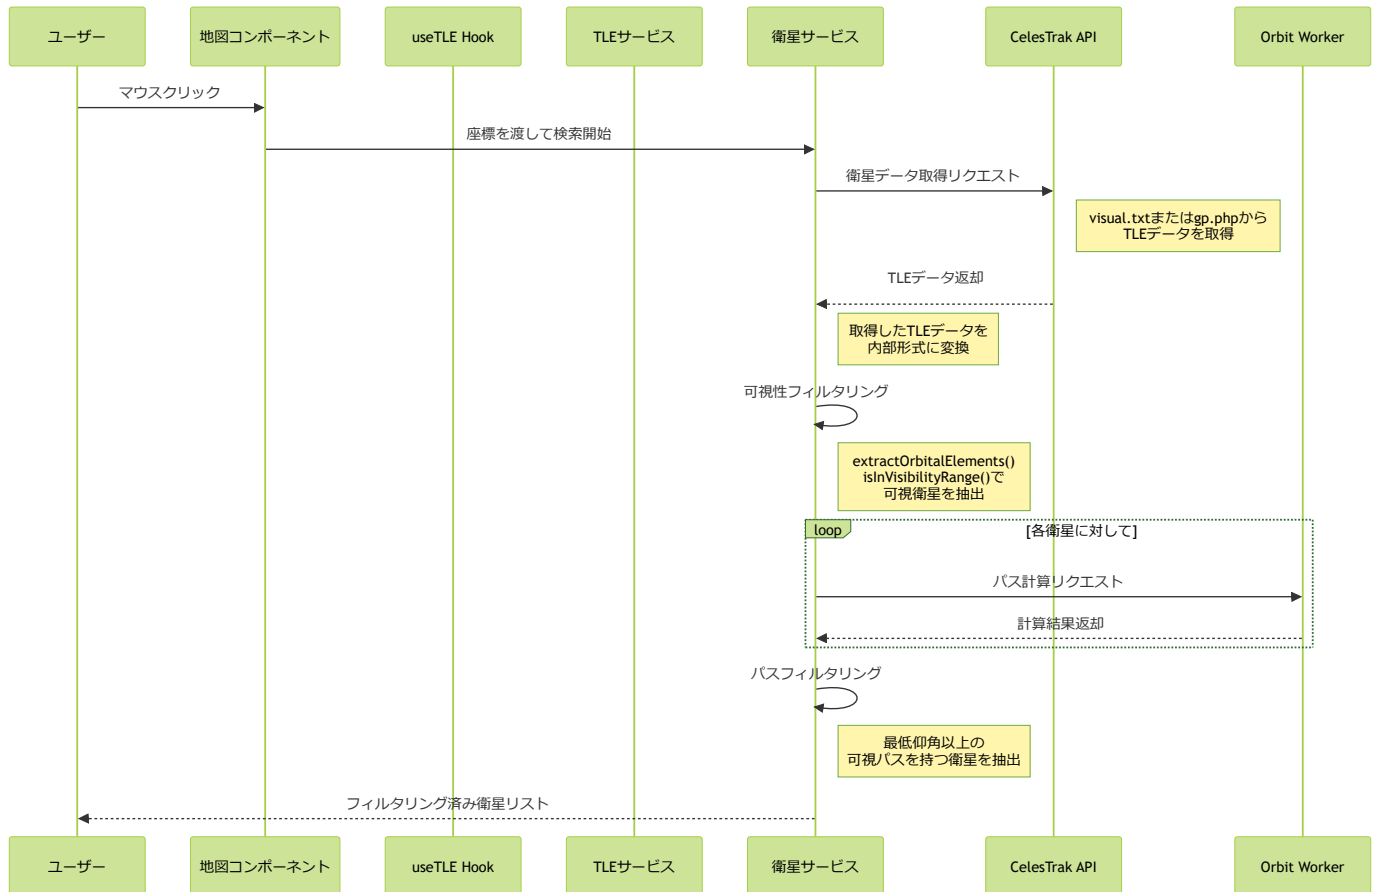 ユーザー
地図コンポーネント
useTLE Hook
TLEサービス
衛星サービス
CelesTrak API
Orbit Worker
マウスクリック
座標を渡して検索開始
衛星データ取得リクエスト
visual.txtまたはgp.phpから
TLEデータを取得
TLEデータ返却
取得したTLEデータを
内部形式に変換
可視性フィルタリング
extractOrbitalElements()
isInVisibilityRange()で
可視衛星を抽出
loop
[各衛星に対して]
パス計算リクエスト
計算結果返却
パスフィルタリング
最低仰角以上の
可視パスを持つ衛星を抽出
フィルタリング済み衛星リスト
ユーザー
地図コンポーネント
useTLE Hook
TLEサービス
衛星サービス
CelesTrak API
Orbit Worker